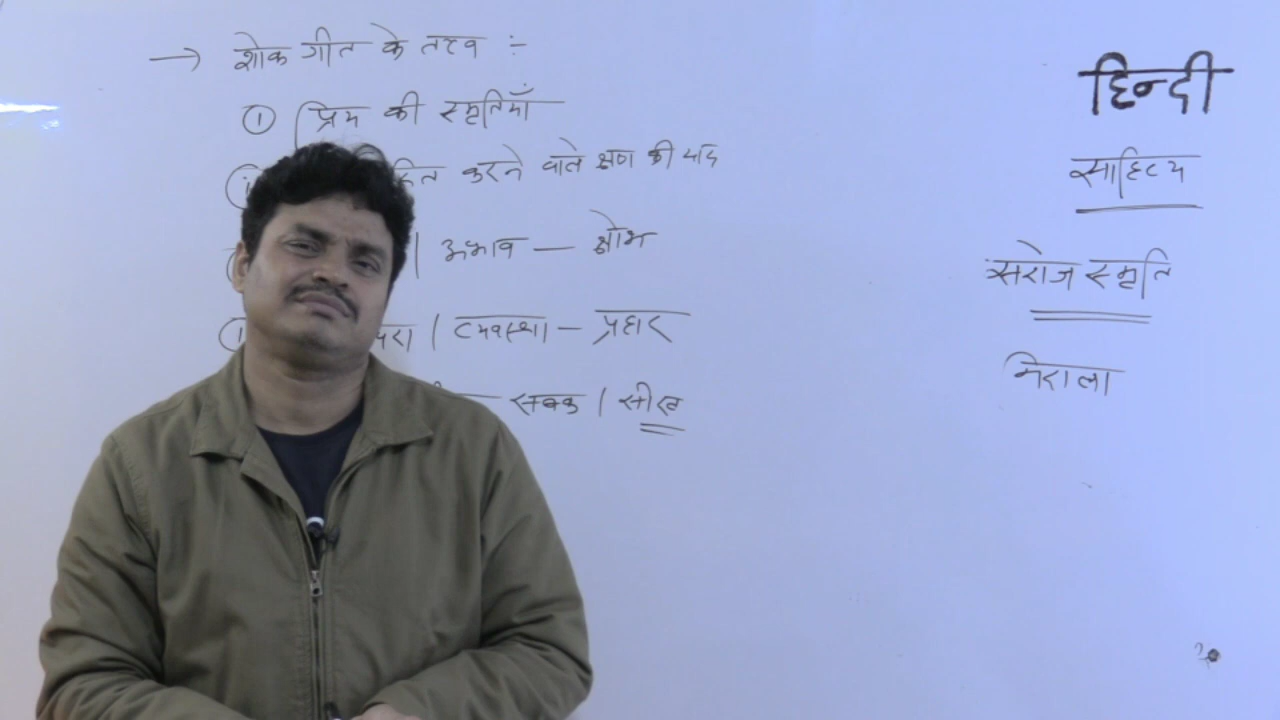 → शोक गीत के तत्व :-
① प्रिय की स्मृतियाँ
करने वाले क्षण की याद
| अभाव — क्षोभ
| व्यवस्था — प्रहार
— सबक | सीख
हिन्दी
साहित्य
सरोज स्मृति
निराला